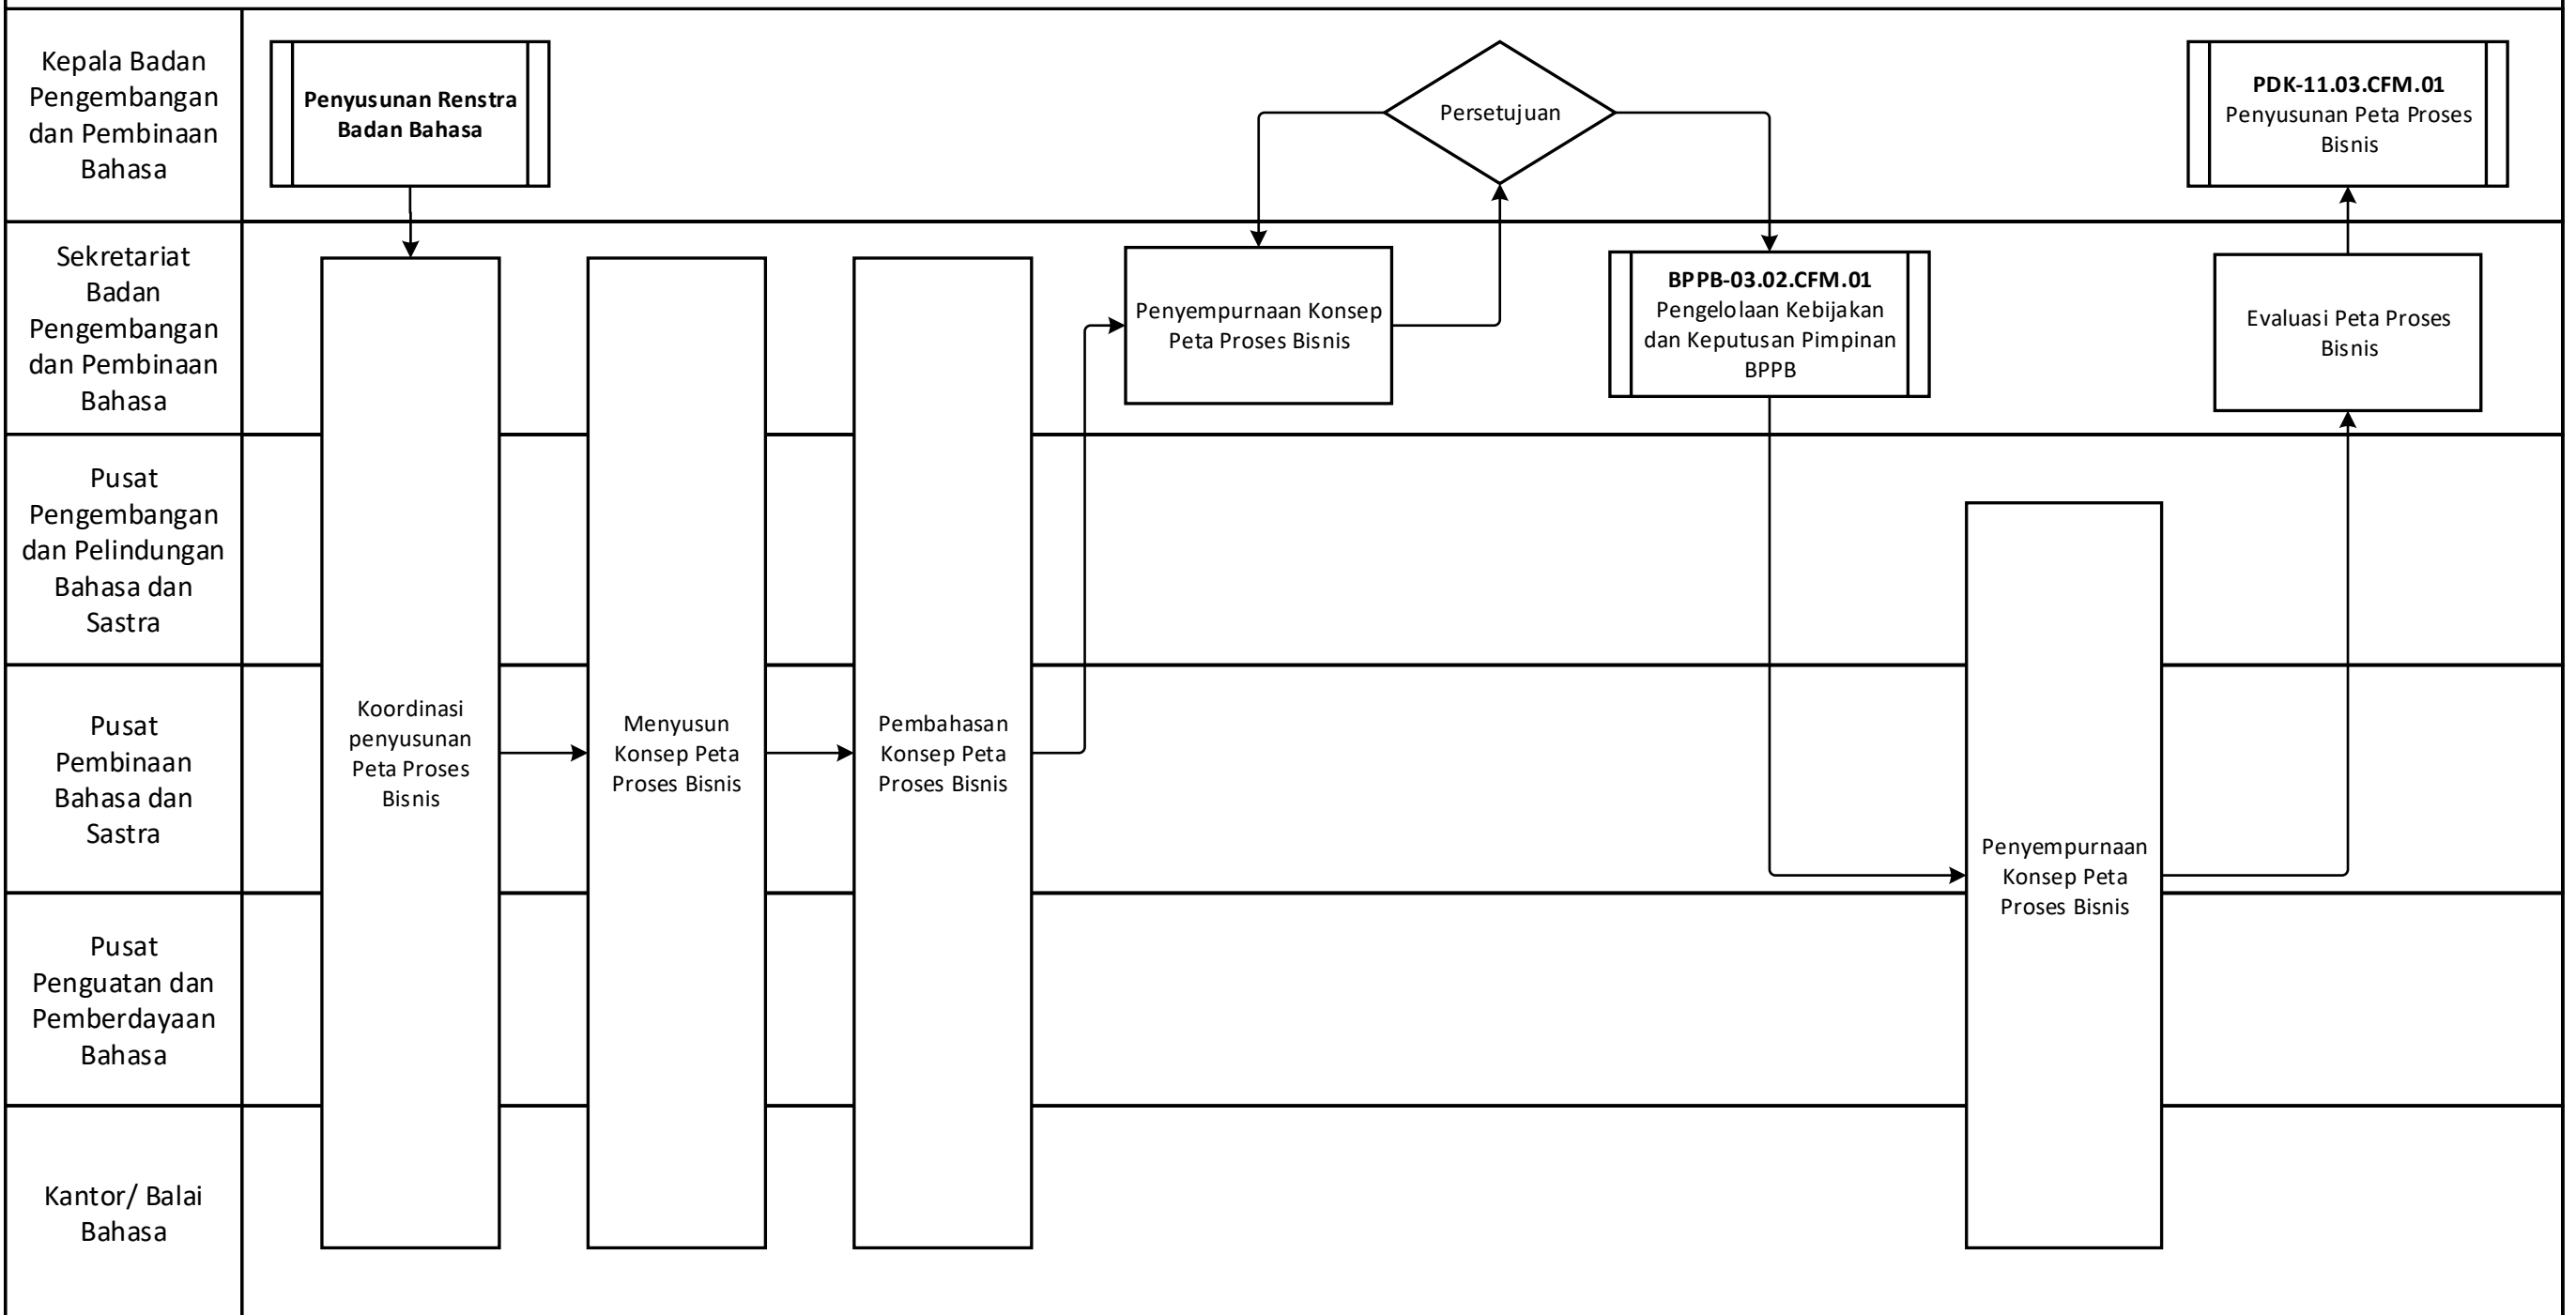 Kepala Badan
Pengembangan
dan Pembinaan
Bahasa
Penyusunan Renstra
Badan Bahasa
Persetujuan
PDK-11.03.CFM.01
Penyusunan Peta Proses
Bisnis
Sekretariat
Badan
Pengembangan
dan Pembinaan
Bahasa
Penyempurnaan Konsep
Peta Proses Bisnis
BPPB-03.02.CFM.01
Pengelolaan Kebijakan
dan Keputusan Pimpinan
BPPB
Evaluasi Peta Proses
Bisnis
Pusat
Pengembangan
dan Pelindungan
Bahasa dan
Sastra
Pusat
Pembinaan
Bahasa dan
Sastra
Koordinasi
penyusunan
Peta Proses
Bisnis
Menyusun
Konsep Peta
Proses Bisnis
Pembahasan
Konsep Peta
Proses Bisnis
Penyempurnaan
Konsep Peta
Proses Bisnis
Pusat
Penguatan dan
Pemberdayaan
Bahasa
Kantor/ Balai
Bahasa